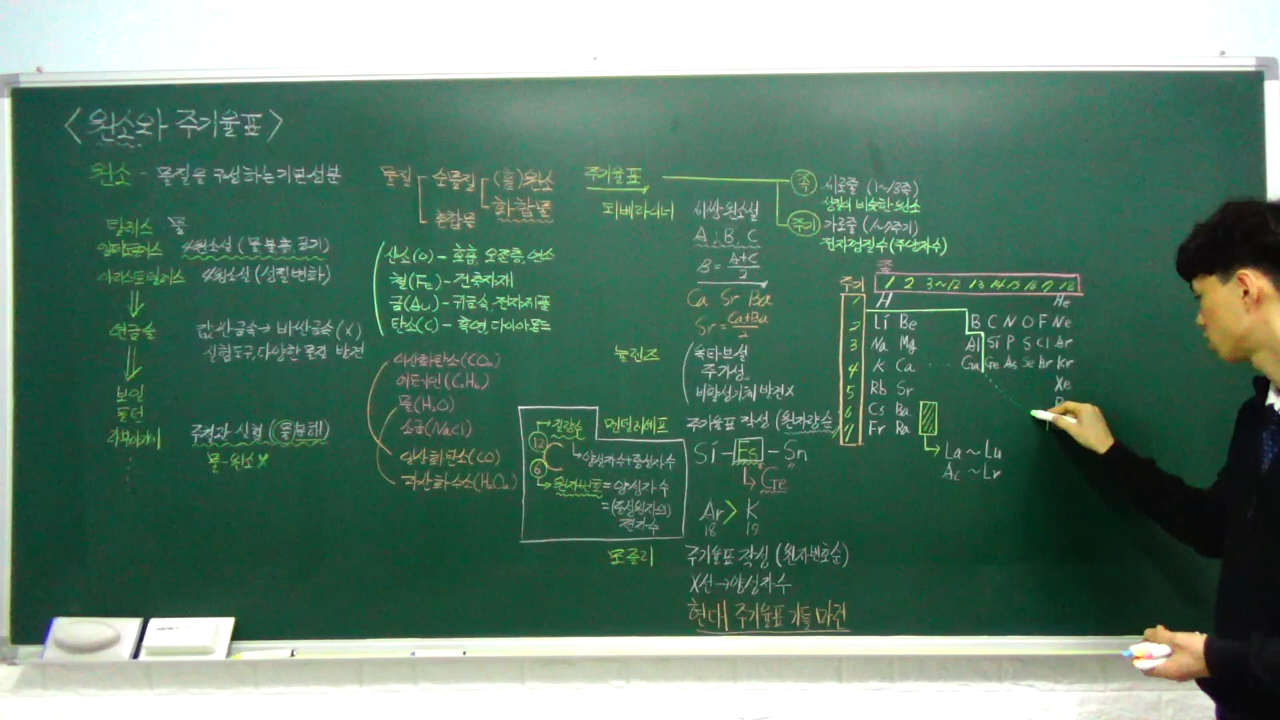 <원소와 주기율표>
원소 - 물질을 구성하는 기본성분
탈레스 물
엠페도클레스 4원소설 (물불흙공기)
아리스토텔레스 4원소설 (성질변화)
연금술 값싼금속→비싼금속(X)
실험도구, 다양한 물질 발견
보일
돌턴
라부아지에 주철관 실험 (물분해)
물-원소X
물질 순물질 (홑)원소
화합물
혼합물
산소(O) - 호흡, 오존층, 연소
철(Fe) - 건축자재
금(Au) - 귀금속, 전자제품
탄소(C) - 흑연, 다이아몬드
이산화탄소(CO₂)
물(H₂O)
소금(NaCl)
일산화탄소(CO)
과산화수소(H₂O₂)
주기율표
족 세로줄 (1~18족)
성질이 비슷한 원소
주기 가로줄 (1~7주기)
전자껍질수(주양자수)
되베라이너 세쌍원소설
A, B, C
B = A+C
2
Ca Sr Ba
Sr = Ca+Ba
2
뉴랜즈 옥타브설
주기성
비활성기체 발견X
멘델레예프 주기율표 작성 (원자량순)
Si - Es - Sn
Ge
Ar > K
18 19
질량수
12
C
6
양성자수+중성자수
원자번호 = 양성자수
= (중성원자의)
전자수
모즐리 주기율표 작성 (원자번호순)
X선→양성자수
현대 주기율표 기틀 마련
족
주기 1 2 3~12 13 14 15 16 17 18
H He
2 Li Be B C N O F Ne
3 Na Mg Al Si P S Cl Ar
4 K Ca Ga Ge As Se Br Kr
5 Rb Sr Xe
6 Cs Ba
7 Fr Ra
La ~ Lu
Ac ~ Lr